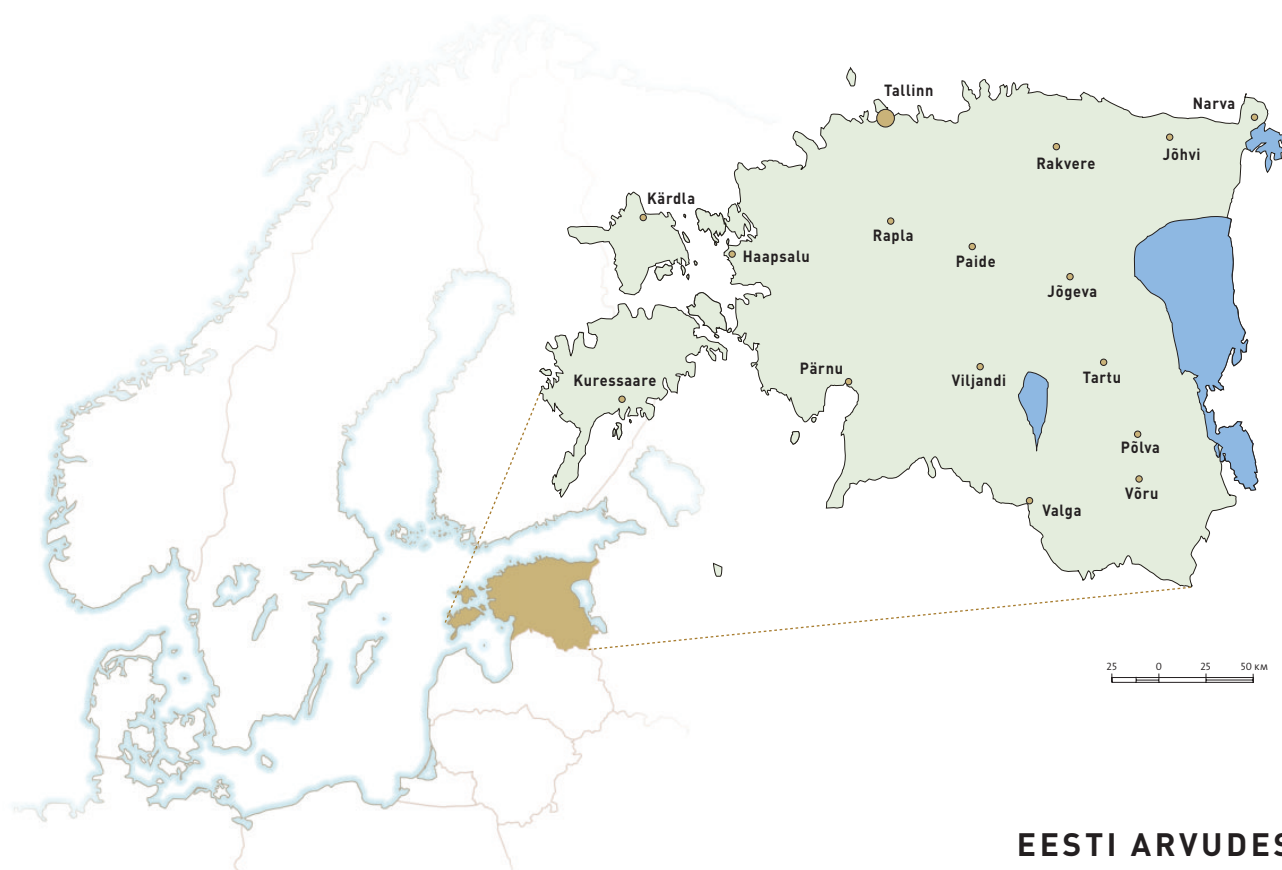 Tallinn
Narva
Jõhvi
Rakvere
Kärdla
Rapla
Haapsalu
Paide
Jõgeva
Pärnu
Viljandi
Tartu
Kuressaare
Põlva
Võru
Valga
25 0 25 50 KM
EESTI ARVUDES